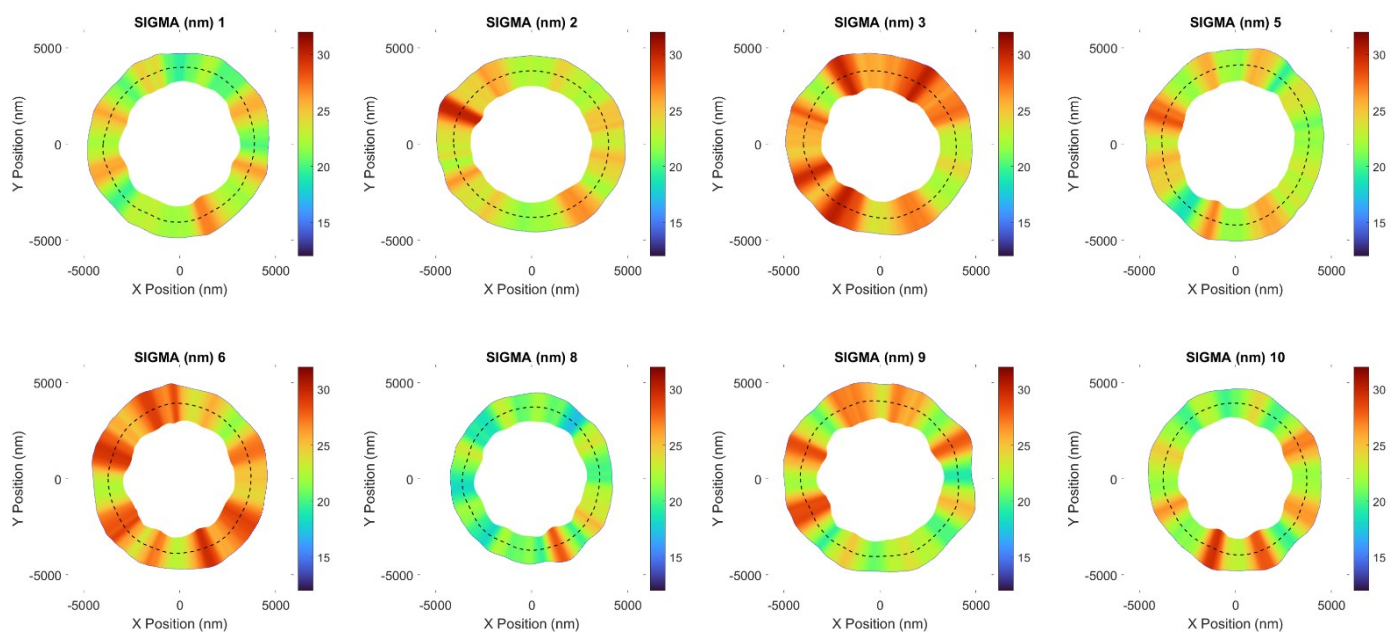 SIGMA (nm) 1
5000
0
-5000
Y Position (nm)
-5000 0 5000
X Position (nm)
30
25
20
15
SIGMA (nm) 2
5000
0
-5000
Y Position (nm)
-5000 0 5000
X Position (nm)
30
25
20
15
SIGMA (nm) 3
5000
0
-5000
Y Position (nm)
-5000 0 5000
X Position (nm)
30
25
20
15
SIGMA (nm) 5
5000
0
-5000
Y Position (nm)
-5000 0 5000
X Position (nm)
30
25
20
15
SIGMA (nm) 6
5000
0
-5000
Y Position (nm)
-5000 0 5000
X Position (nm)
30
25
20
15
SIGMA (nm) 8
5000
0
-5000
Y Position (nm)
-5000 0 5000
X Position (nm)
30
25
20
15
SIGMA (nm) 9
5000
0
-5000
Y Position (nm)
-5000 0 5000
X Position (nm)
30
25
20
15
SIGMA (nm) 10
5000
0
-5000
Y Position (nm)
-5000 0 5000
X Position (nm)
30
25
20
15